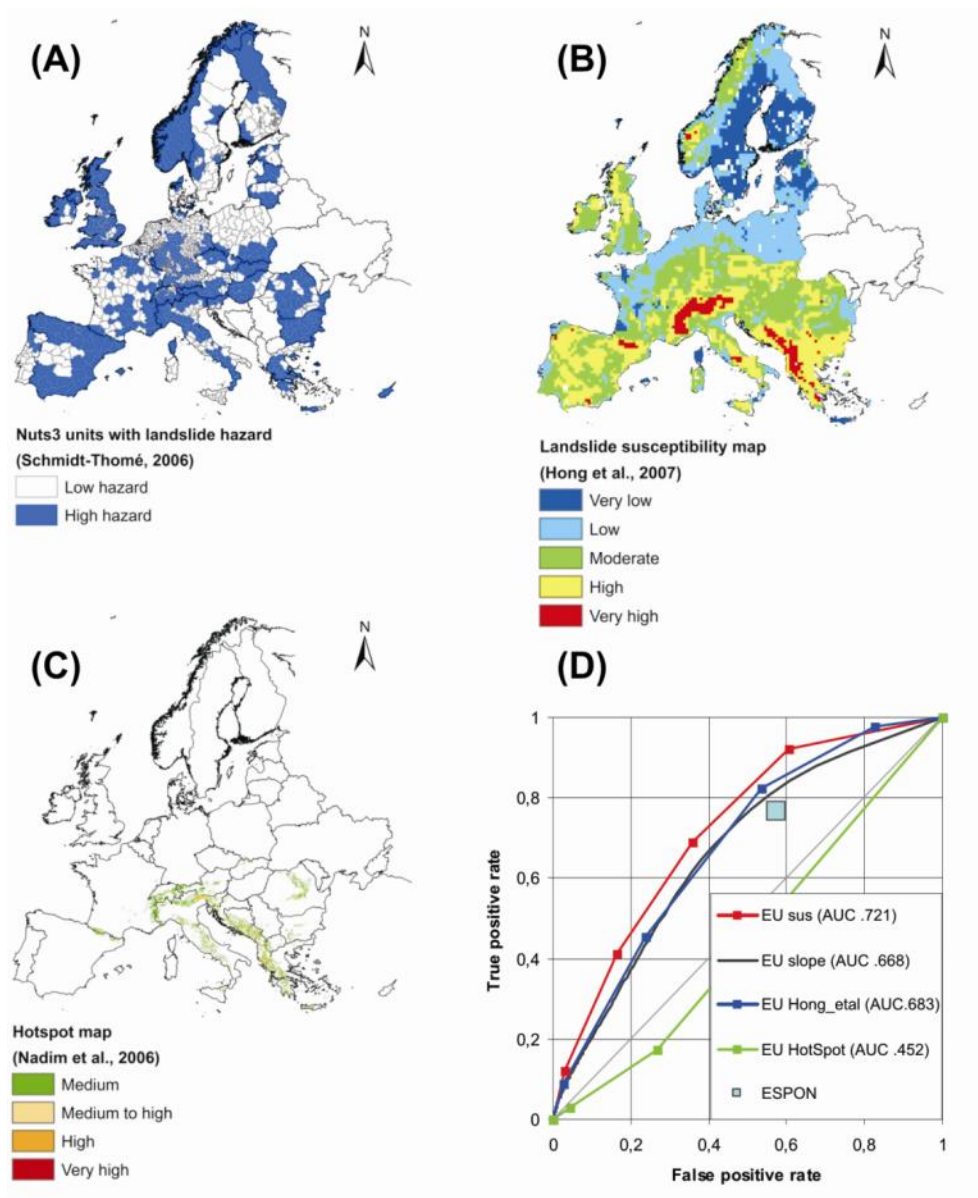 (A)
N
Nuts3 units with landslide hazard
(Schmidt-Thomé, 2006)
Low hazard
High hazard
(B)
N
Landslide susceptibility map
(Hong et al., 2007)
Very low
Low
Moderate
High
Very high
(C)
N
Hotspot map
(Nadim et al., 2006)
Medium
Medium to high
High
Very high
(D)
1
0,8
0,6
0,4
0,2
0
True positive rate
EU sus (AUC .721)
EU slope (AUC .668)
EU Hong_etal (AUC.683)
EU HotSpot (AUC .452)
ESPON
0 0,2 0,4 0,6 0,8 1
False positive rate